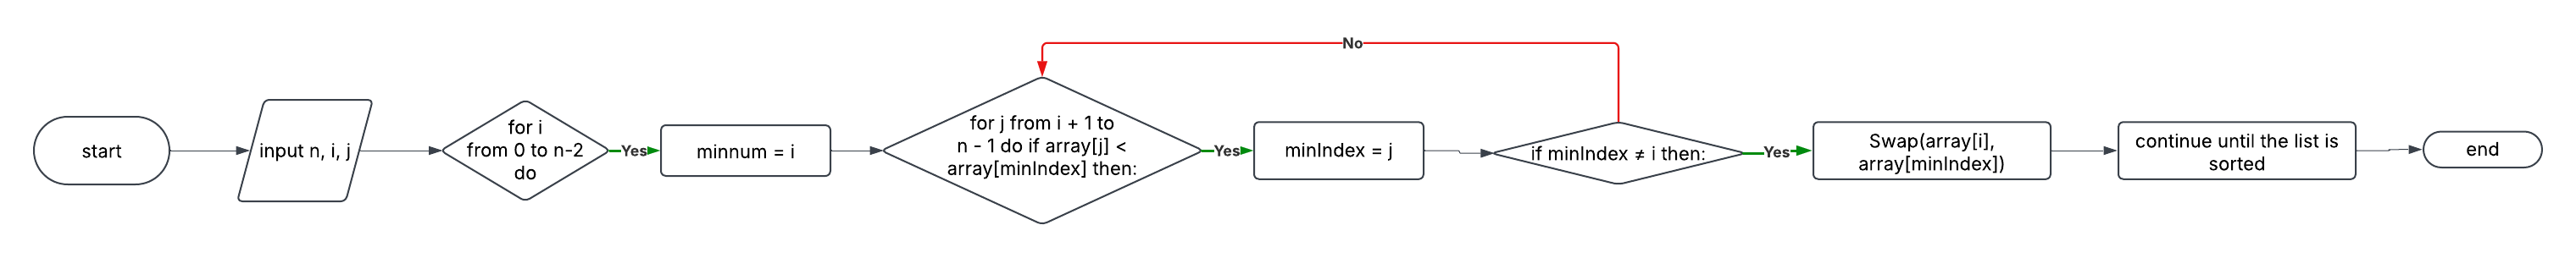 No
start
input n, i, j
for i
from 0 to n-2
do
Yes
minnum = i
for j from i + 1 to
n - 1 do if array[j] <
array[minIndex] then:
Yes
minIndex = j
if minIndex ≠ i then:
Yes
Swap(array[i],
array[minIndex])
continue until the list is
sorted
end